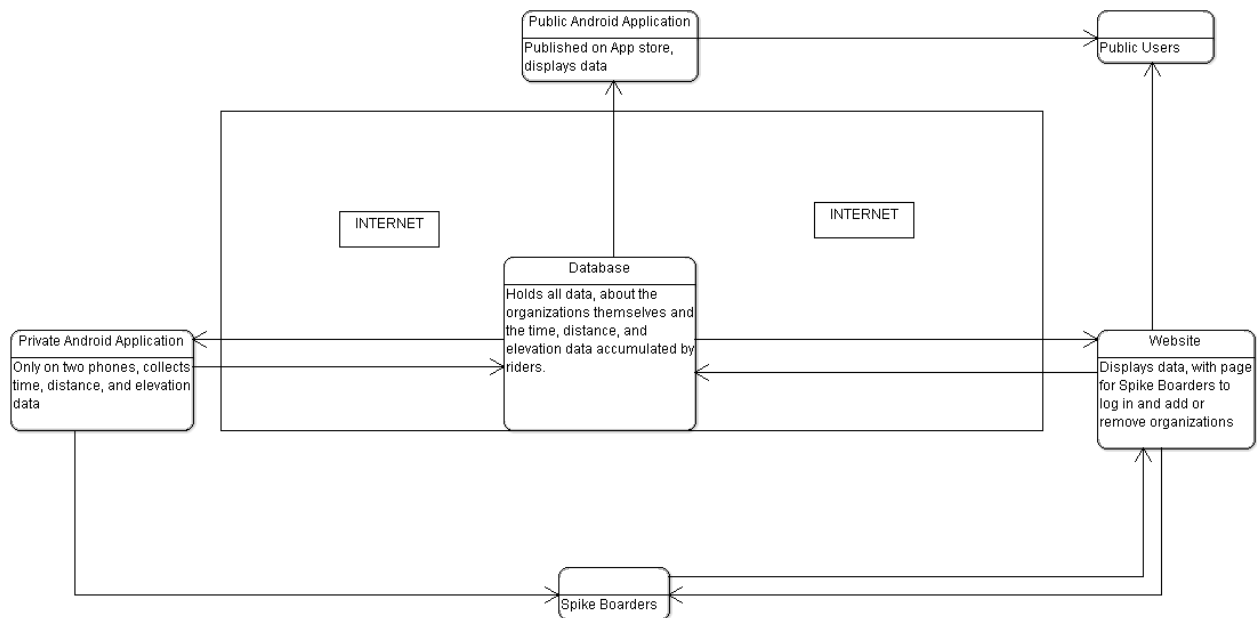 Public Android Application
Published on App store,
displays data
Public Users
INTERNET
INTERNET
Database
Holds all data, about the
organizations themselves and
the time, distance, and
elevation data accumulated by
riders.
Private Android Application
Only on two phones, collects
time, distance, and elevation
data
Website
Displays data, with page
for Spike Boarders to
log in and add or
remove organizations
Spike Boarders